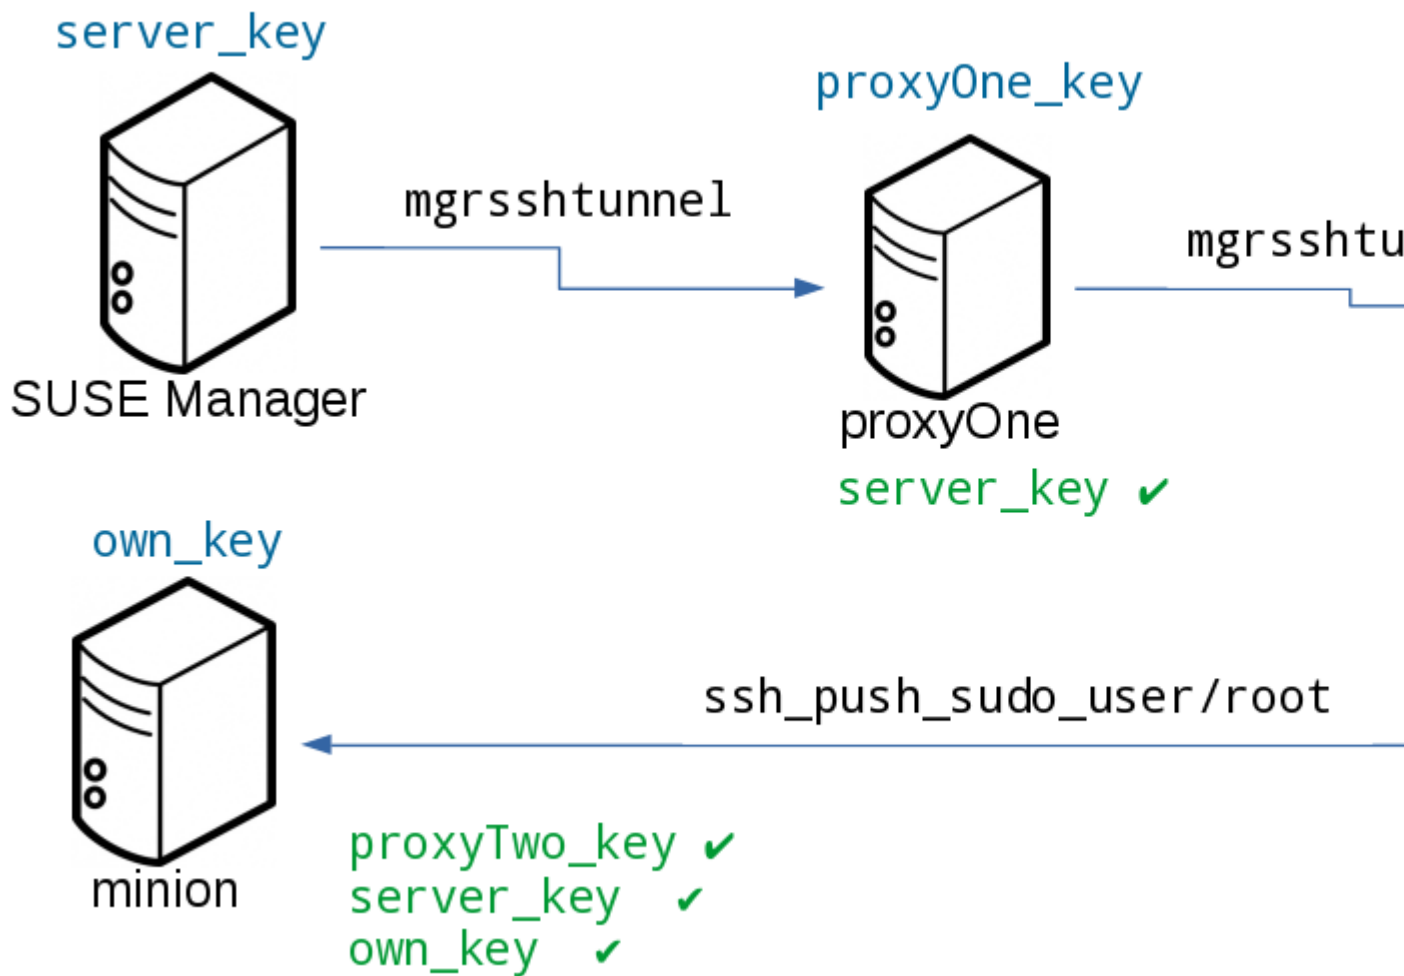 server_key
proxyOne_key
mgrsshtunnel
mgrsshtu
SUSE Manager
proxyOne
server_key ✔
own_key
ssh_push_sudo_user/root
minion
proxyTwo_key ✔
server_key ✔
own_key ✔